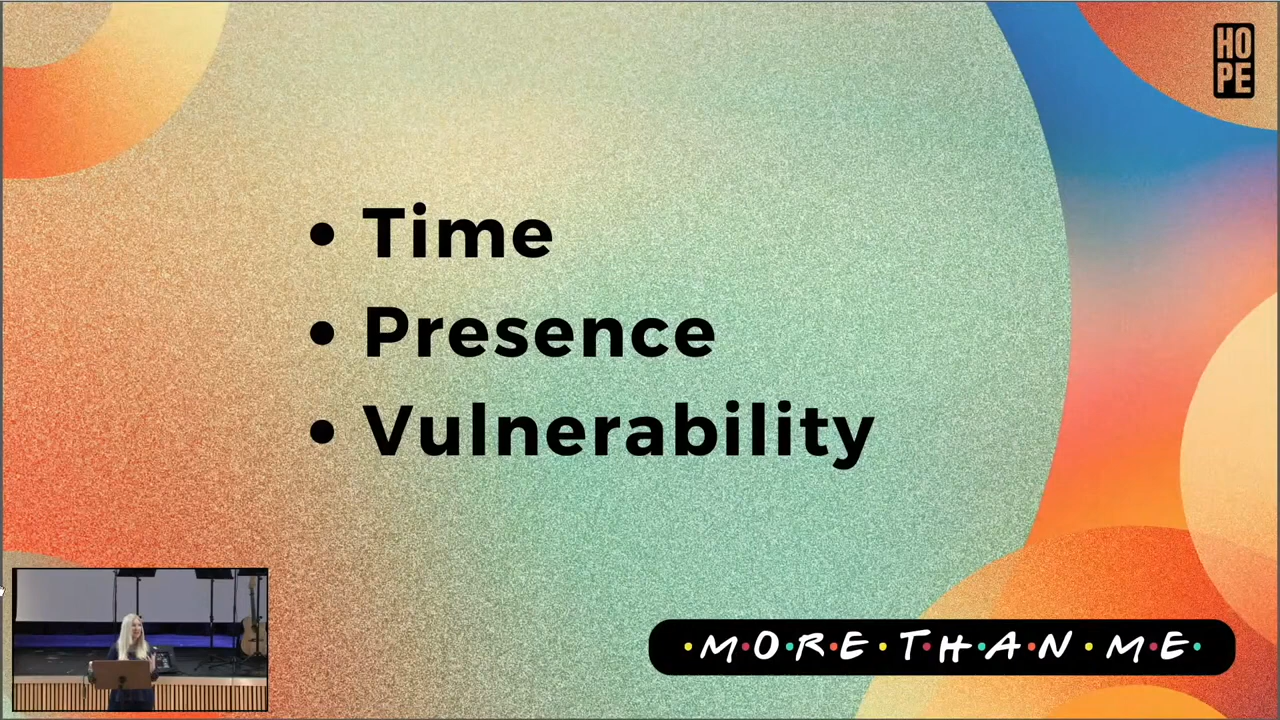 HO
PE
• Time
• Presence
• Vulnerability
•M•O•R•E•T•H•A•N•M•E•